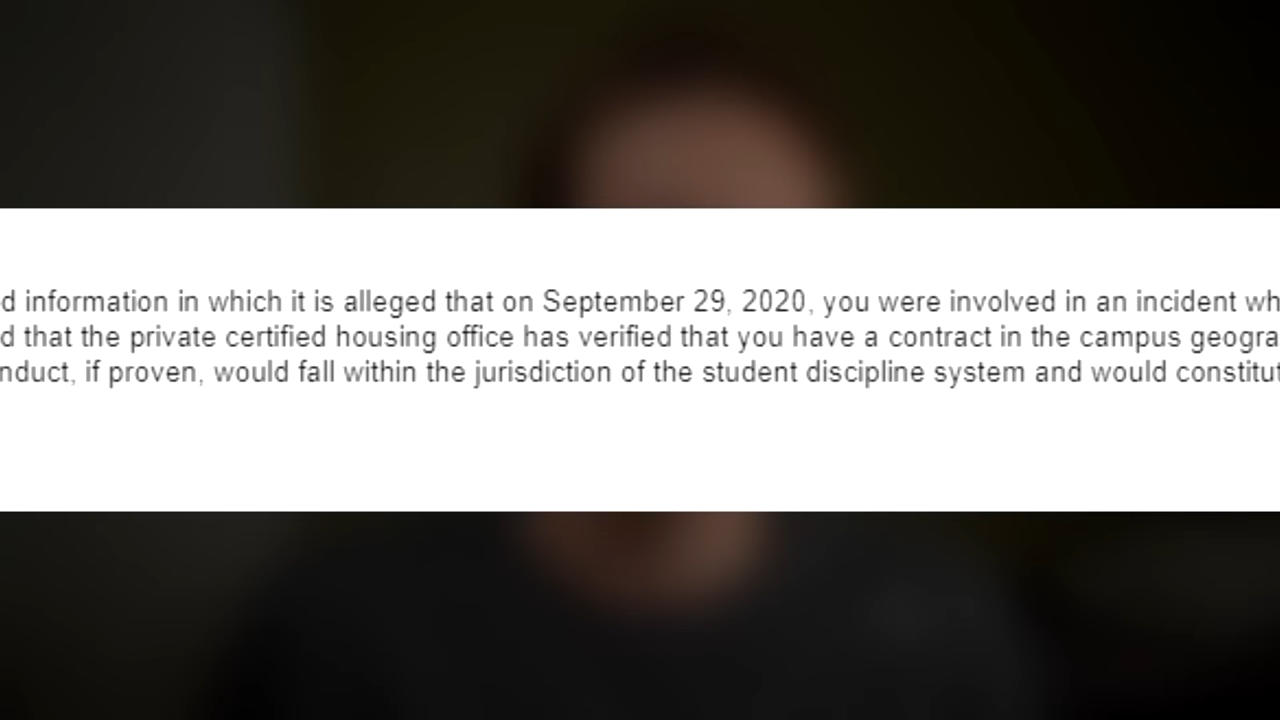 d information in which it is alleged that on September 29, 2020, you were involved in an incident wh
d that the private certified housing office has verified that you have a contract in the campus geogra
nduct, if proven, would fall within the jurisdiction of the student discipline system and would constitut